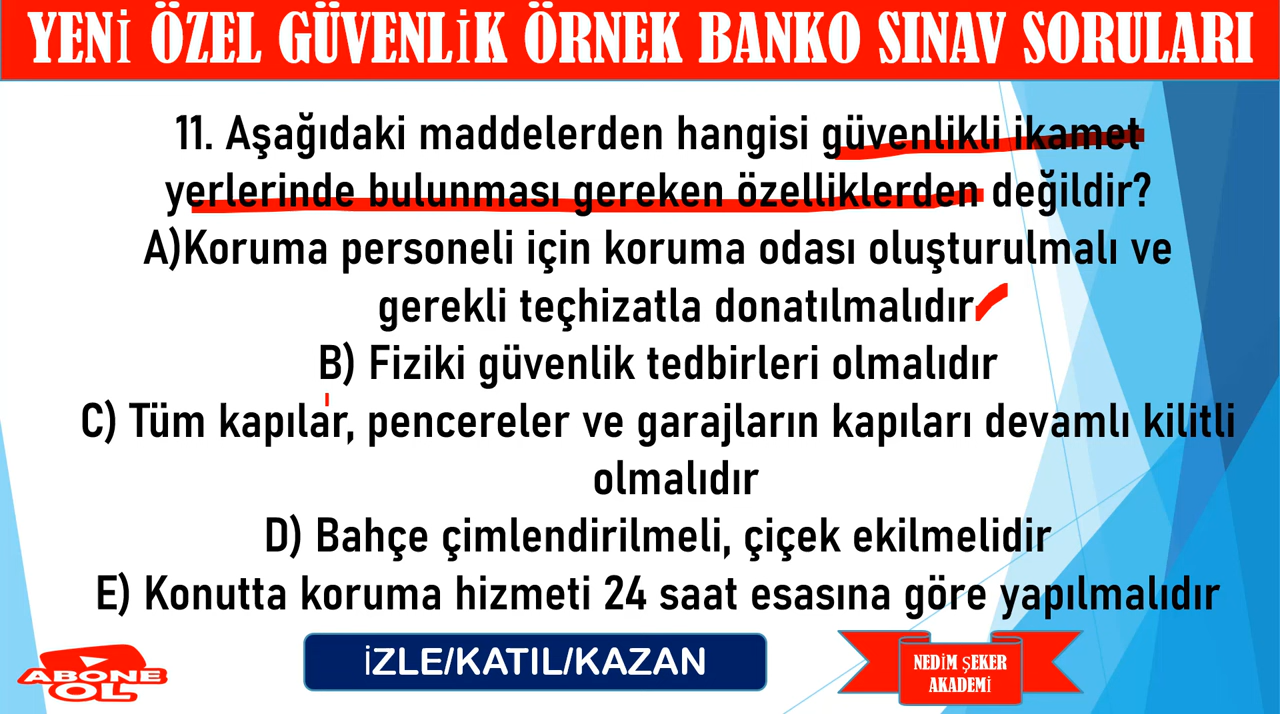 YENİ ÖZEL GÜVENLİK ÖRNEK BANKO SINAV SORULARI
11. Aşağıdaki maddelerden hangisi güvenlikli ikamet
yerlerinde bulunması gereken özelliklerden değildir?
A)Koruma personeli için koruma odası oluşturulmalı ve
gerekli teçhizatla donatılmalıdır
B) Fiziki güvenlik tedbirleri olmalıdır
C) Tüm kapılar, pencereler ve garajların kapıları devamlı kilitli
olmalıdır
D) Bahçe çimlendirilmeli, çiçek ekilmelidir
E) Konutta koruma hizmeti 24 saat esasına göre yapılmalıdır
ABONE
OL
İZLE/KATIL/KAZAN
NEDİM ŞEKER
AKADEMİ